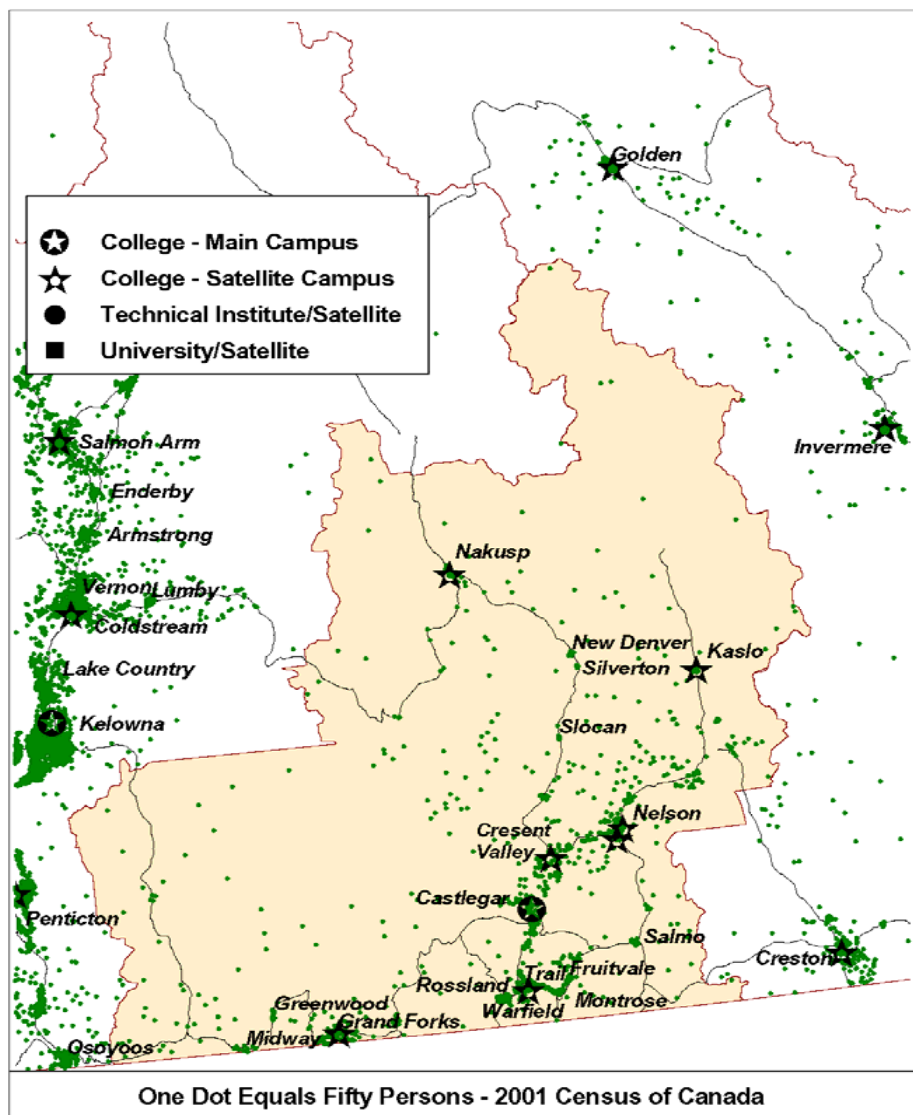 Golden
College - Main Campus
College - Satellite Campus
Technical Institute/Satellite
University/Satellite
Salmon Arm
Invermere
Enderby
Armstrong
Nakusp
Vernon
Lumby
Coldstream
New Denver
Kaslo
Silverton
Lake Country
Kelowna
Slocan
Nelson
Cresent
Valley
Castlegar
Penticton
Salmo
Creston
Trail
Fruitvale
Rossland
Greenwood
Montrose
Warfield
Grand Forks
Midway
Osoyoos
One Dot Equals Fifty Persons - 2001 Census of Canada